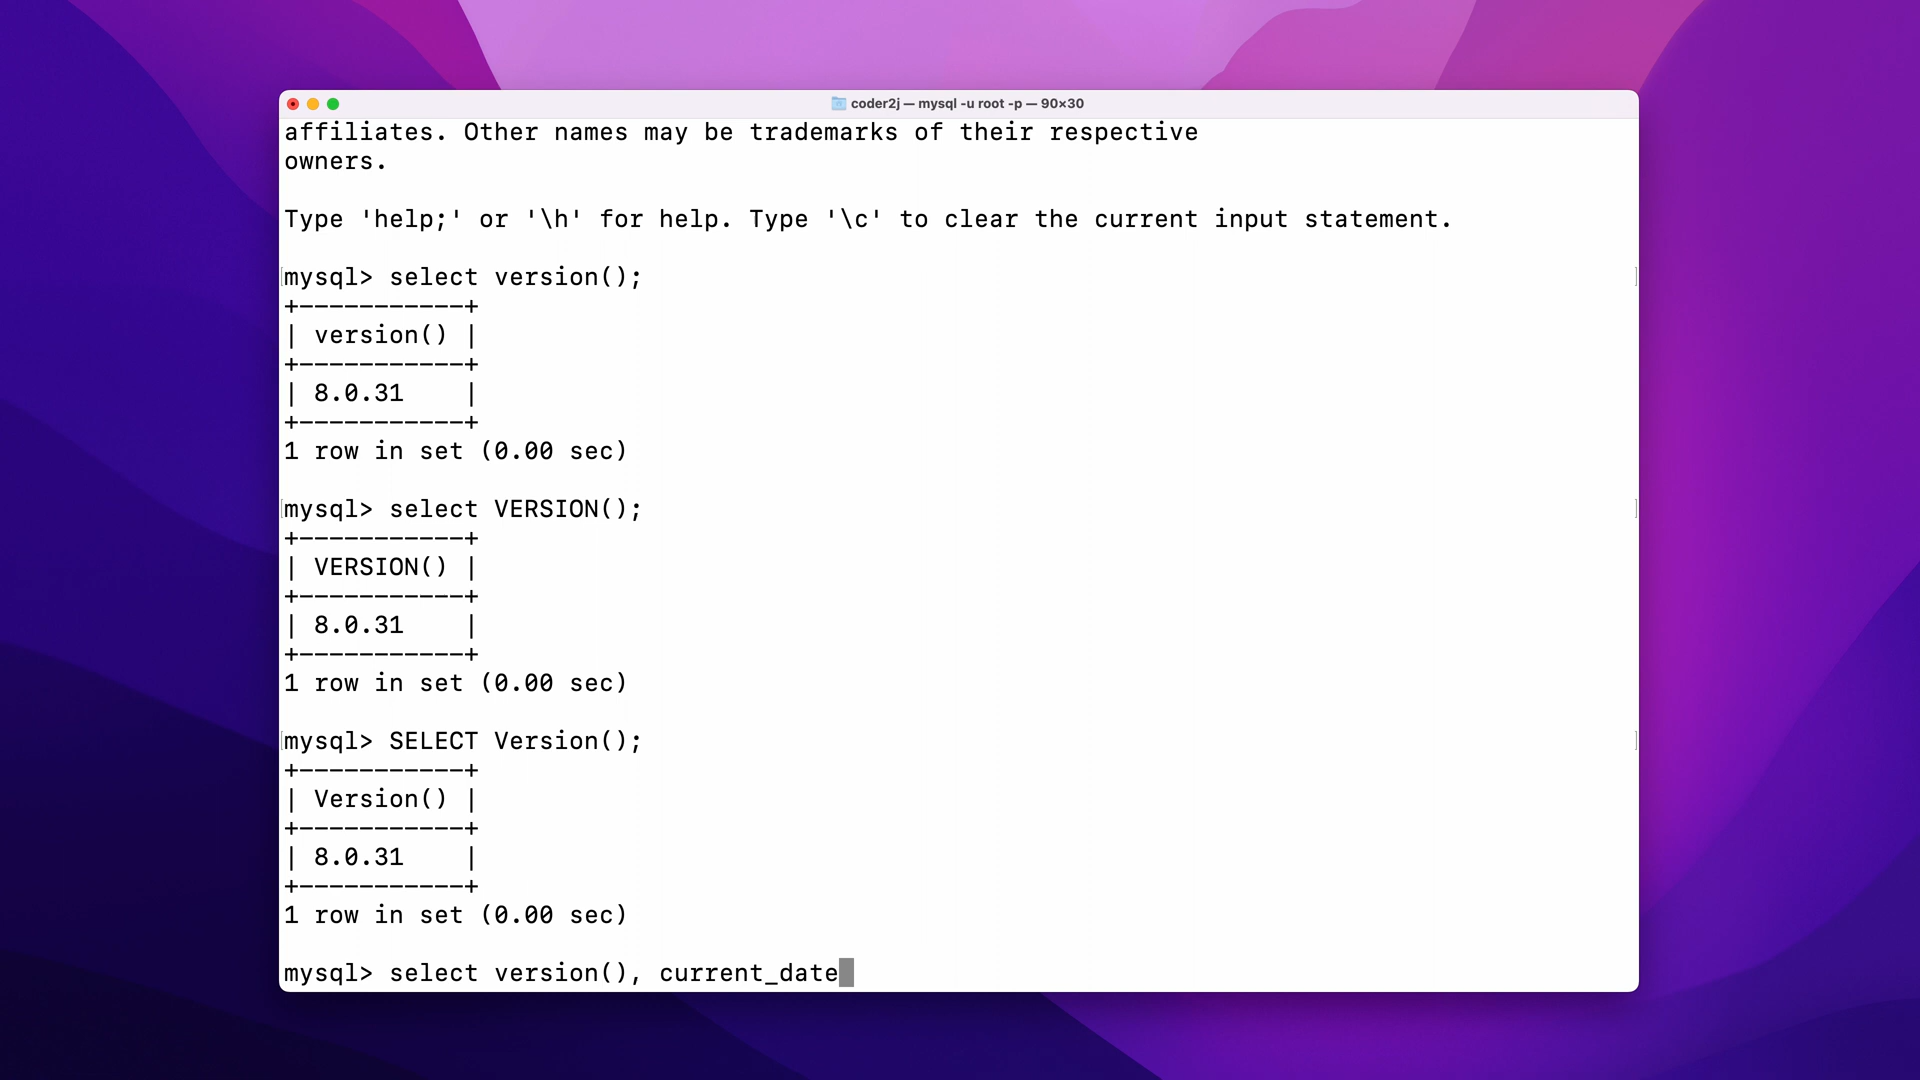 coder2j — mysql -u root -p — 90×30
affiliates. Other names may be trademarks of their respective
owners.
Type 'help;' or '\h' for help. Type '\c' to clear the current input statement.
mysql> select version();
+-----------+
| version() |
+-----------+
| 8.0.31    |
+-----------+
1 row in set (0.00 sec)
mysql> select VERSION();
+-----------+
| VERSION() |
+-----------+
| 8.0.31    |
+-----------+
1 row in set (0.00 sec)
mysql> SELECT Version();
+-----------+
| Version() |
+-----------+
| 8.0.31    |
+-----------+
1 row in set (0.00 sec)
mysql> select version(), current_date